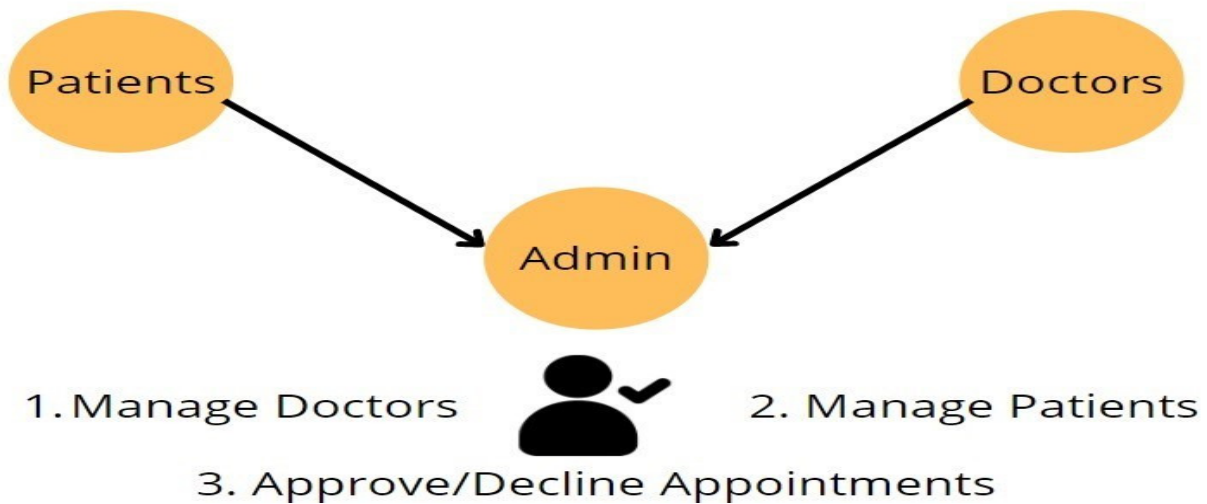 Patients
Doctors
Admin
1. Manage Doctors
2. Manage Patients
3. Approve/Decline Appointments